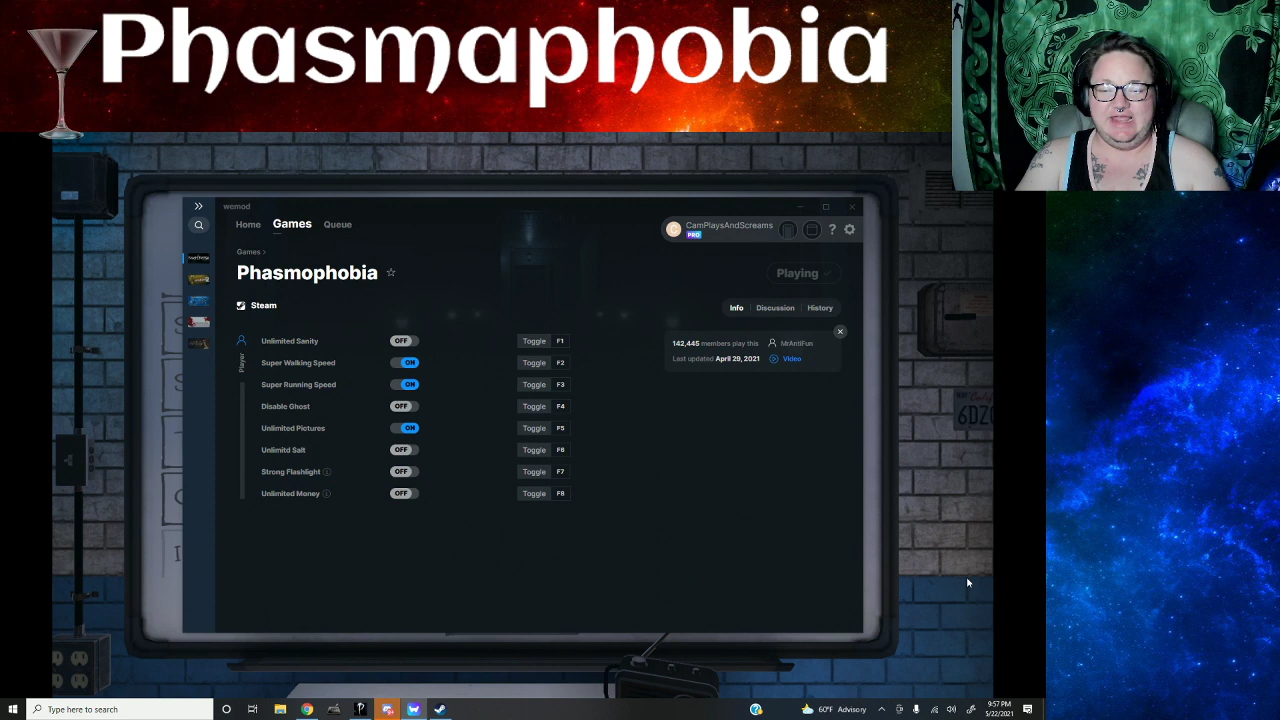 Phasmaphobia
wemod
Home Games Queue
CamPlaysAndScreams
PRO
?
Games >
Phasmophobia
Playing
Steam
Info Discussion History
142,445 members play this MrAntiFun
Last updated April 29, 2021 Video
Player
Unlimited Sanity OFF Toggle F1
Super Walking Speed ON Toggle F2
Super Running Speed ON Toggle F3
Disable Ghost OFF Toggle F4
Unlimited Pictures ON Toggle F5
Unlimitd Salt OFF Toggle F6
Strong Flashlight OFF Toggle F7
Unlimited Money OFF Toggle F8
6DZ
Type here to search
60°F Advisory
9:57 PM
5/22/2021